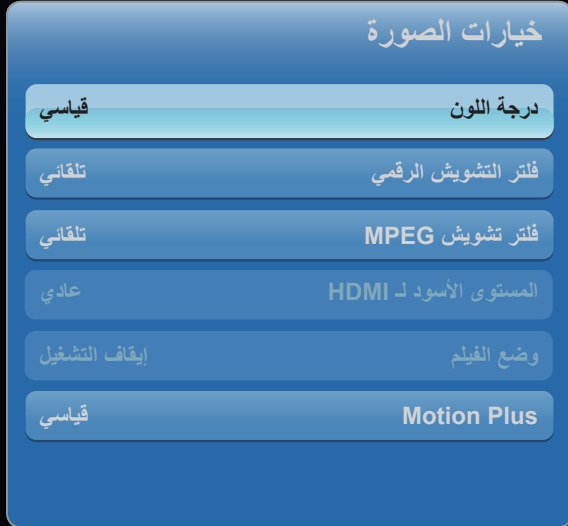 خيارات الصورة
درجة اللون قياسي
فلتر التشويش الرقمي تلقائي
فلتر تشويش MPEG تلقائي
المستوى الأسود لـ HDMI عادي
وضع الفيلم إيقاف التشغيل
Motion Plus قياسي